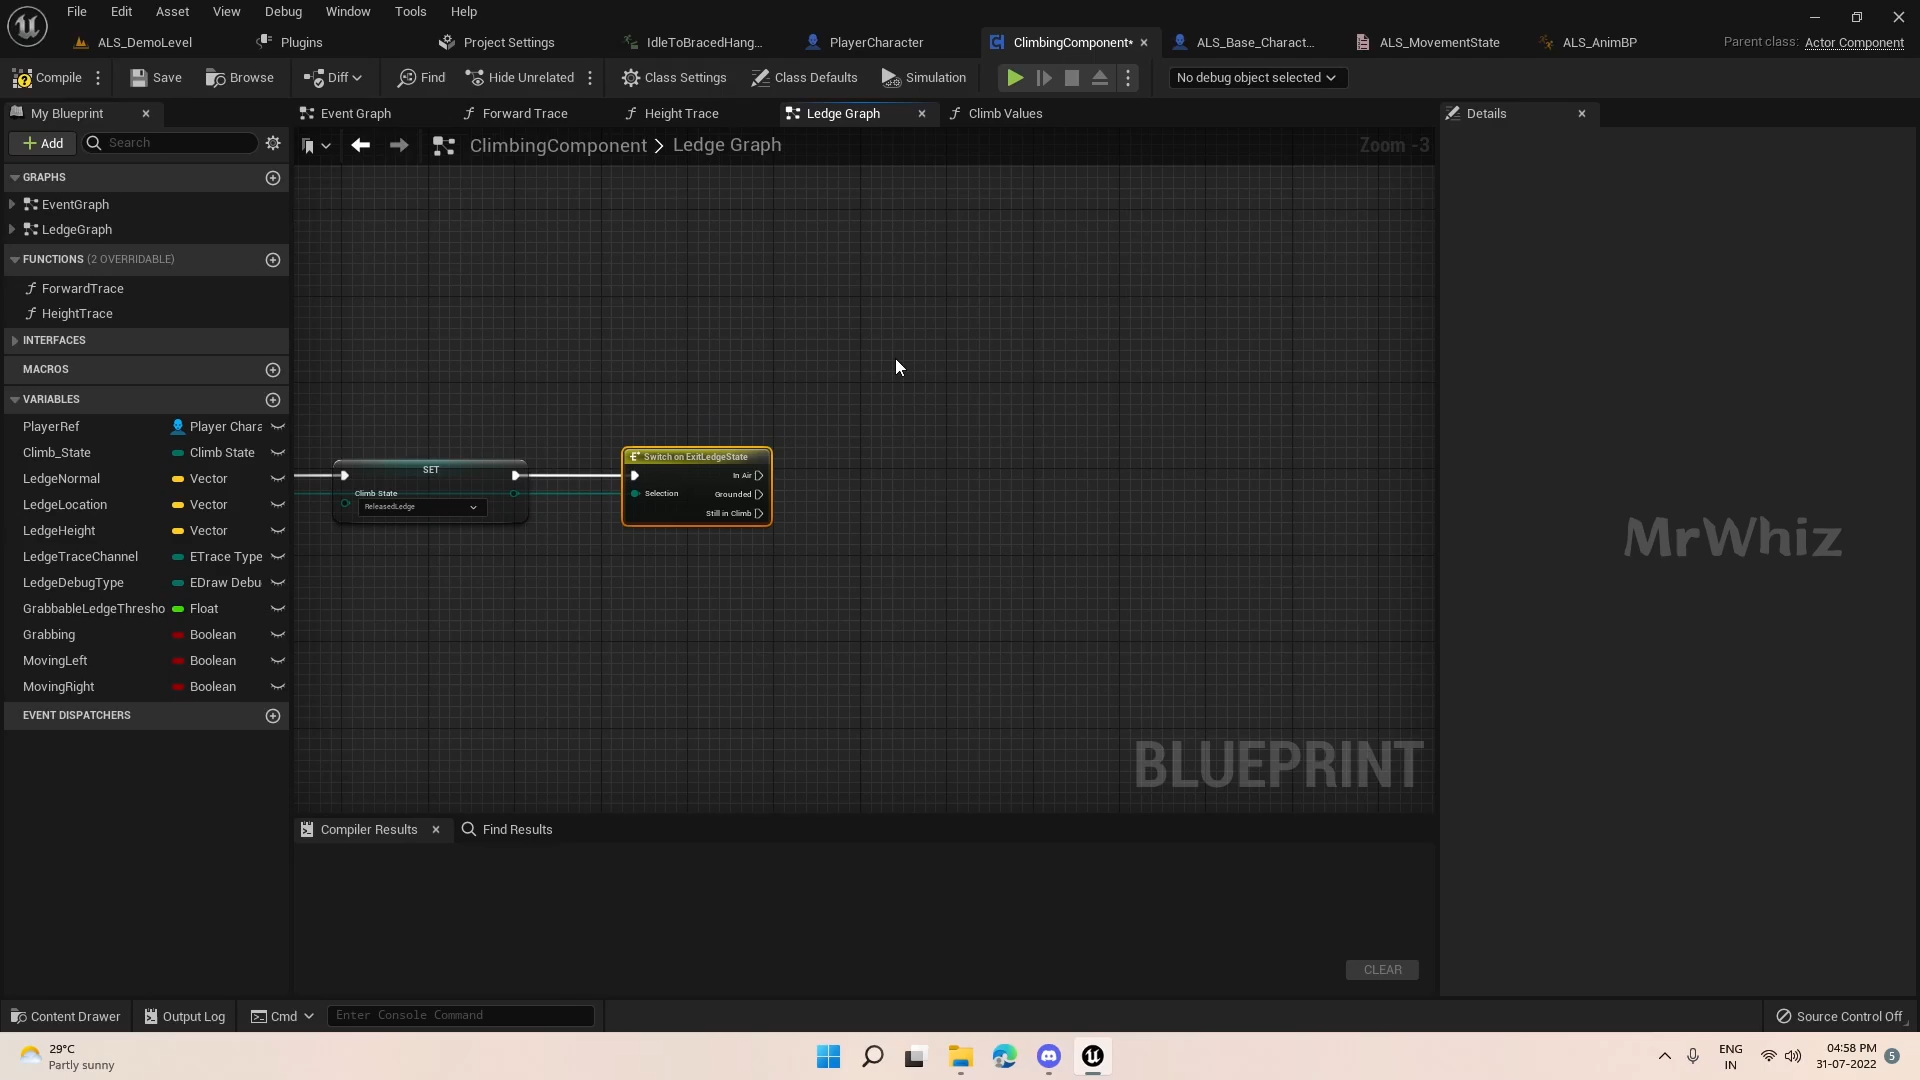 File Edit Asset View Debug Window Tools Help
ALS_DemoLevel Plugins Project Settings IdleToBracedHang... PlayerCharacter ClimbingComponent* ALS_Base_Charact... ALS_MovementState ALS_AnimBP Parent class: Actor Component
Compile Save Browse Diff Find Hide Unrelated Class Settings Class Defaults Simulation No debug object selected
My Blueprint Event Graph Forward Trace Height Trace Ledge Graph Climb Values Details
Add Search ClimbingComponent > Ledge Graph Zoom -3
GRAPHS
EventGraph
LedgeGraph
FUNCTIONS (2 OVERRIDABLE)
ForwardTrace
HeightTrace
INTERFACES
MACROS
VARIABLES
PlayerRef Player Chara
Climb_State Climb State
LedgeNormal Vector
LedgeLocation Vector
LedgeHeight Vector
LedgeTraceChannel ETrace Type
LedgeDebugType EDraw Debu
GrabbableLedgeThresho Float
Grabbing Boolean
MovingLeft Boolean
MovingRight Boolean
EVENT DISPATCHERS
SET
Climb State
ReleasedLedge
Switch on ExitLedgeState
In Air
Selection Grounded
Still in Climb
MrWhiz
BLUEPRINT
Compiler Results Find Results
CLEAR
Content Drawer Output Log Cmd Enter Console Command Source Control Off
29°C
Partly sunny
ENG
IN
04:58 PM
31-07-2022
5